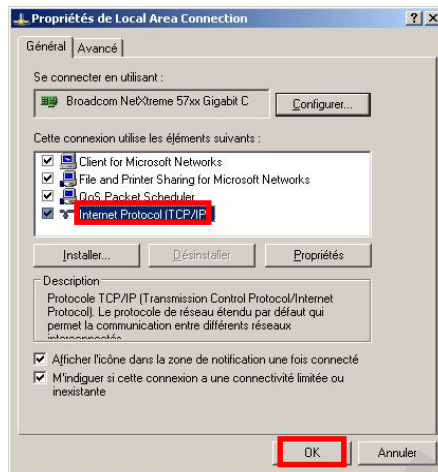 Propriétés de Local Area Connection
Général
Avancé
Se connecter en utilisant :
Broadcom NetXtreme 57xx Gigabit C
Configurer...
Cette connexion utilise les éléments suivants :
Client for Microsoft Networks
File and Printer Sharing for Microsoft Networks
QoS Packet Scheduler
Internet Protocol (TCP/IP
Installer...
Désinstaller
Propriétés
Description
Protocole TCP/IP (Transmission Control Protocol/Internet
Protocol). Le protocole de réseau étendu par défaut qui
permet la communication entre différents réseaux
interconnectés
Afficher l'icône dans la zone de notification une fois connecté
M'indiquer si cette connexion a une connectivité limitée ou
inexistante
OK
Annuler